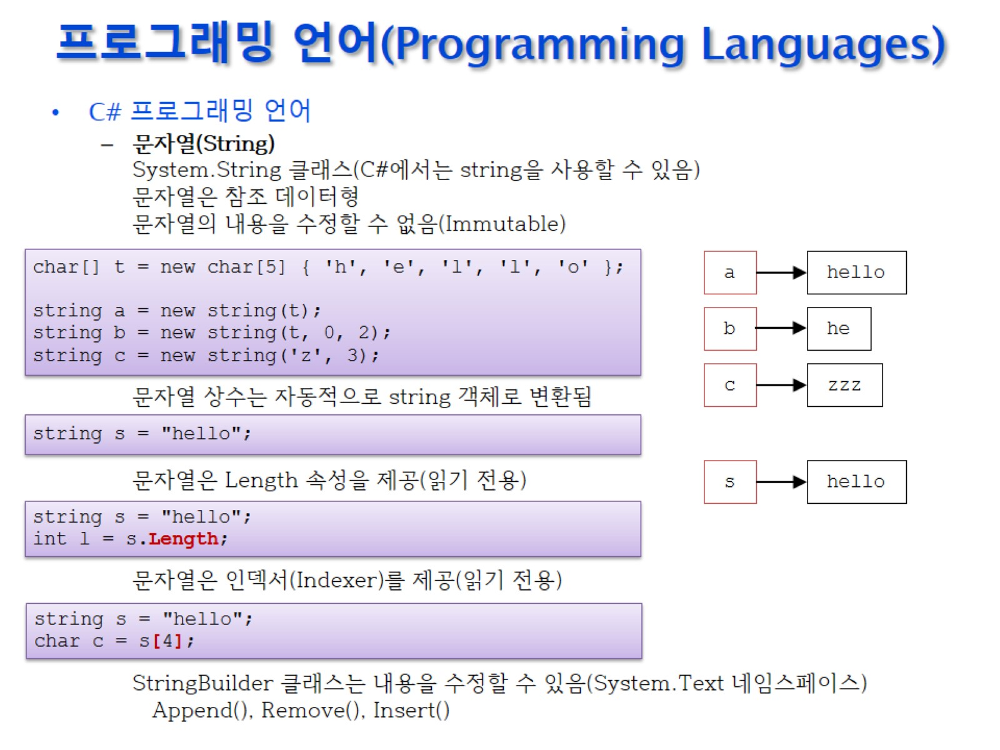 프로그래밍 언어(Programming Languages)
• C# 프로그래밍 언어
– 문자열(String)
System.String 클래스(C#에서는 string을 사용할 수 있음)
문자열은 참조 데이터형
문자열의 내용을 수정할 수 없음(Immutable)
char[] t = new char[5] { 'h', 'e', 'l', 'l', 'o' };
string a = new string(t);
string b = new string(t, 0, 2);
string c = new string('z', 3);
a hello
b he
c zzz
문자열 상수는 자동적으로 string 객체로 변환됨
string s = "hello";
문자열은 Length 속성을 제공(읽기 전용)
s hello
string s = "hello";
int l = s.Length;
문자열은 인덱서(Indexer)를 제공(읽기 전용)
string s = "hello";
char c = s[4];
StringBuilder 클래스는 내용을 수정할 수 있음(System.Text 네임스페이스)
Append(), Remove(), Insert()